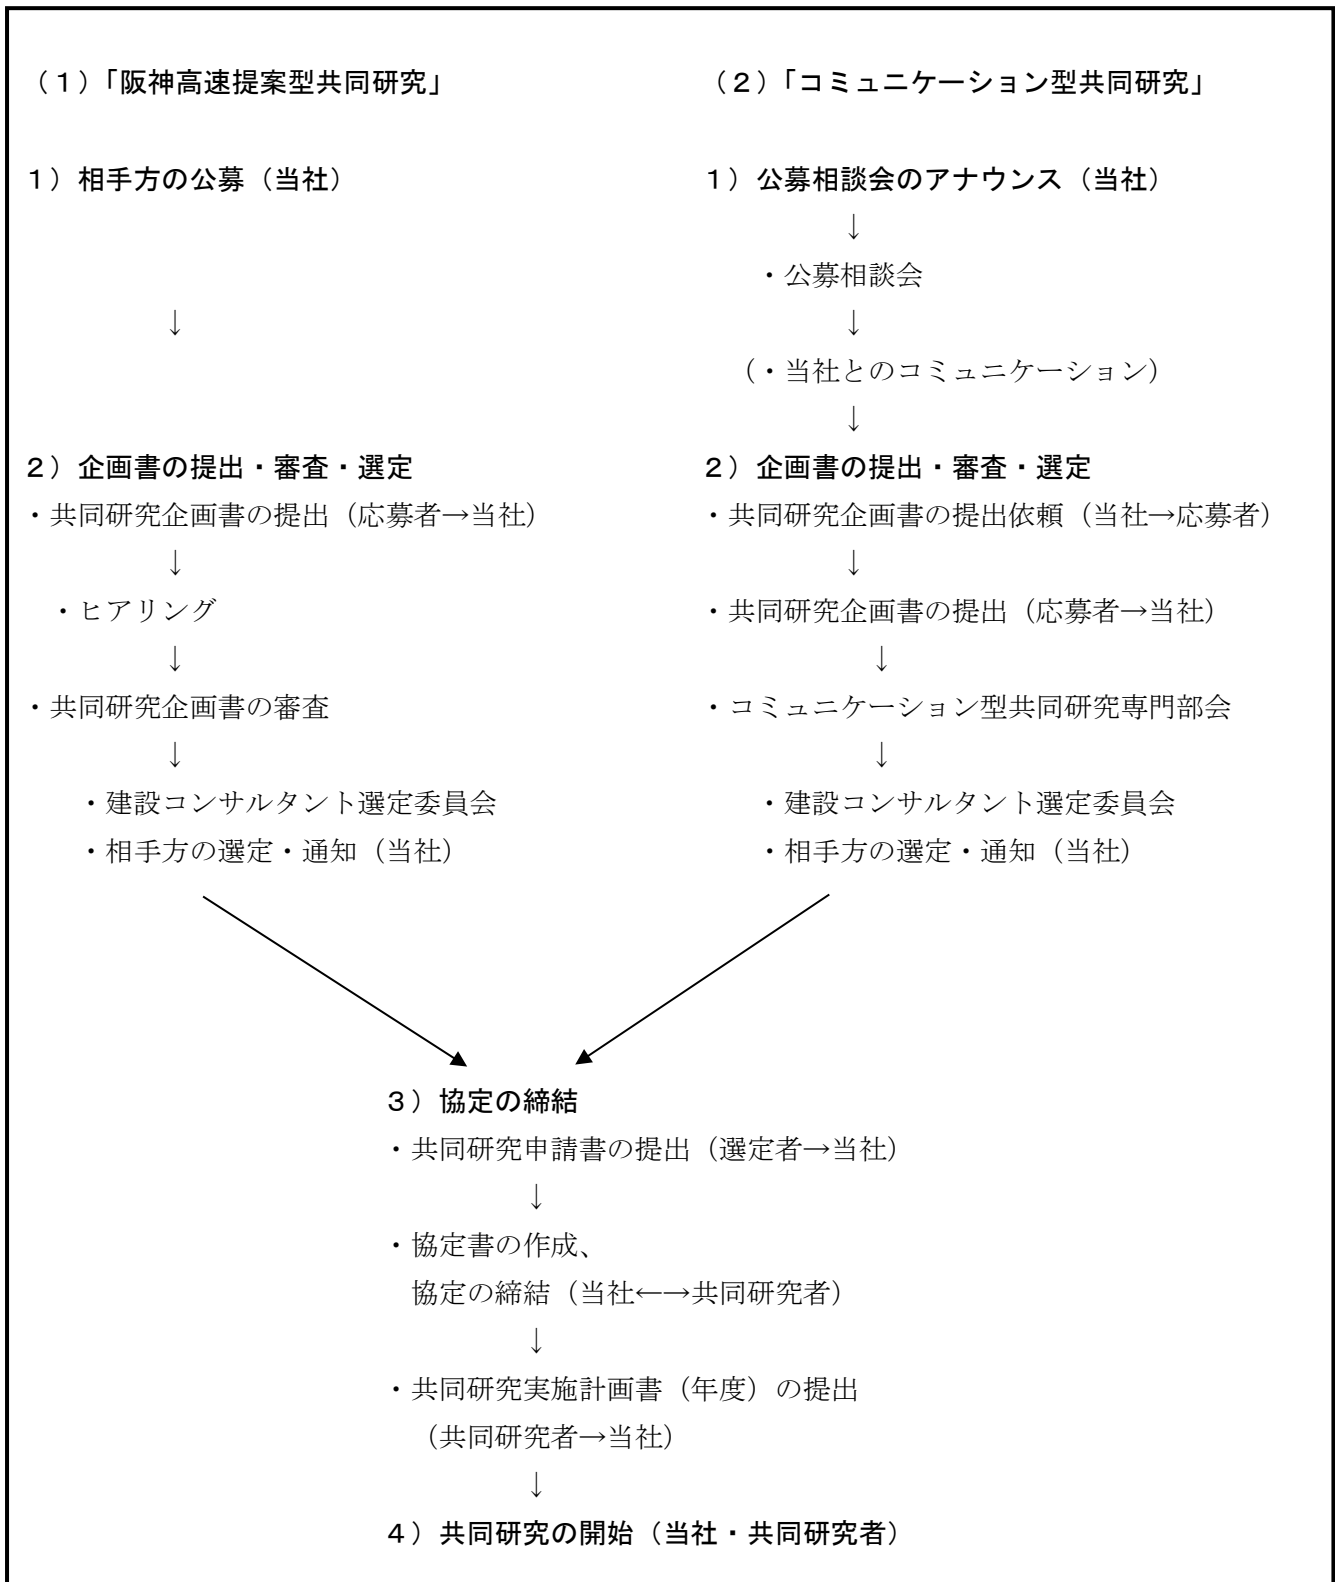 （１）「阪神高速提案型共同研究」
１）相手方の公募（当社）
↓
２）企画書の提出・審査・選定
・共同研究企画書の提出（応募者→当社）
↓
・ヒアリング
↓
・共同研究企画書の審査
↓
・建設コンサルタント選定委員会
・相手方の選定・通知（当社）
（２）「コミュニケーション型共同研究」
１）公募相談会のアナウンス（当社）
↓
・公募相談会
↓
（・当社とのコミュニケーション）
↓
２）企画書の提出・審査・選定
・共同研究企画書の提出依頼（当社→応募者）
↓
・共同研究企画書の提出（応募者→当社）
↓
・コミュニケーション型共同研究専門部会
↓
・建設コンサルタント選定委員会
・相手方の選定・通知（当社）
３）協定の締結
・共同研究申請書の提出（選定者→当社）
↓
・協定書の作成、
協定の締結（当社←→共同研究者）
↓
・共同研究実施計画書（年度）の提出
（共同研究者→当社）
↓
４）共同研究の開始（当社・共同研究者）